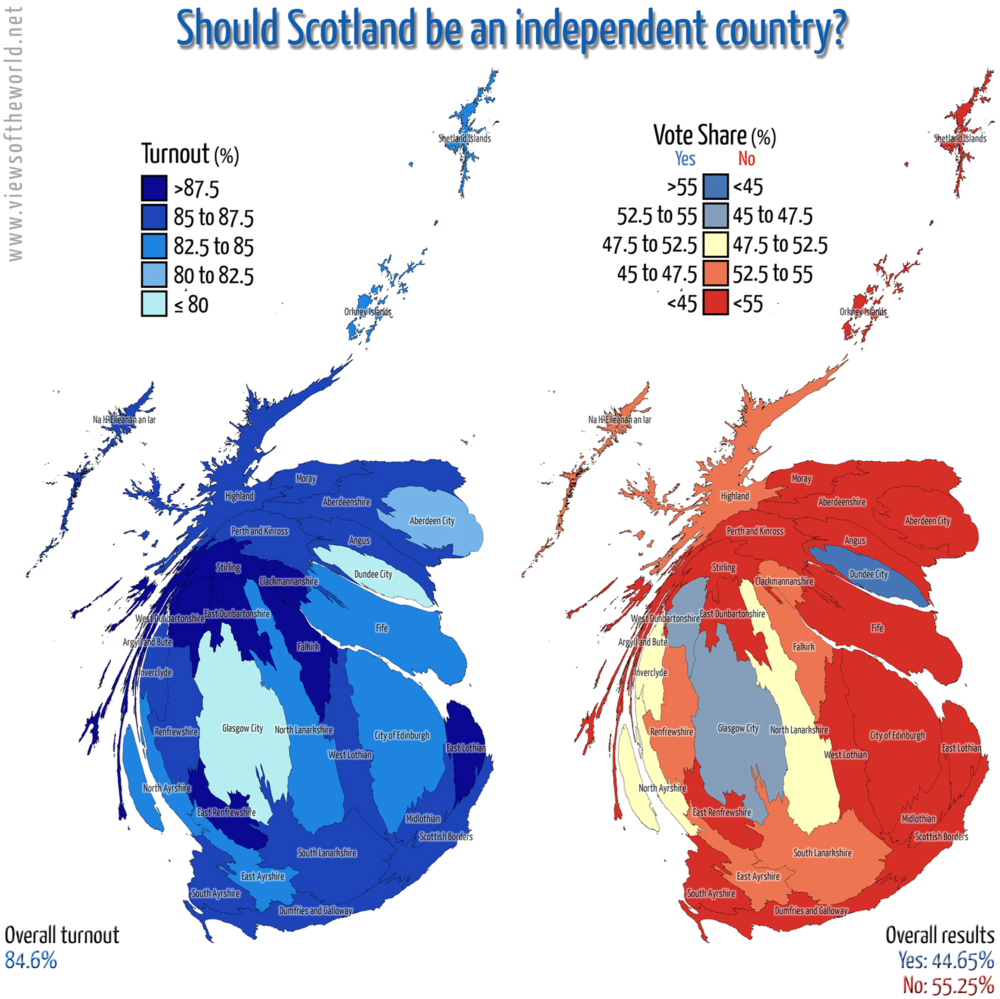 Should Scotland be an independent country?
www.viewsoftheworld.net
Turnout (%)
>87.5
85 to 87.5
82.5 to 85
80 to 82.5
≤ 80
Shetland Islands
Orkney Islands
Na H-Eileanan an Iar
Highland
Moray
Aberdeenshire
Aberdeen City
Perth and Kinross
Angus
Stirling
Dundee City
Clackmannanshire
West Dunbartonshire
East Dunbartonshire
Fife
Argyll and Bute
Falkirk
Inverclyde
Renfrewshire
Glasgow City
North Lanarkshire
City of Edinburgh
East Lothian
West Lothian
North Ayrshire
East Renfrewshire
Midlothian
Scottish Borders
South Lanarkshire
East Ayrshire
South Ayrshire
Dumfries and Galloway
Overall turnout
84.6%
Vote Share (%)
Yes No
>55 <45
52.5 to 55 45 to 47.5
47.5 to 52.5 47.5 to 52.5
45 to 47.5 52.5 to 55
<45 <55
Shetland Islands
Orkney Islands
Na H-Eileanan an Iar
Highland
Moray
Aberdeenshire
Aberdeen City
Perth and Kinross
Angus
Stirling
Dundee City
Clackmannanshire
West Dunbartonshire
East Dunbartonshire
Fife
Argyll and Bute
Falkirk
Inverclyde
Renfrewshire
Glasgow City
North Lanarkshire
City of Edinburgh
East Lothian
West Lothian
North Ayrshire
East Renfrewshire
Midlothian
Scottish Borders
South Lanarkshire
East Ayrshire
South Ayrshire
Dumfries and Galloway
Overall results
Yes: 44.65%
No: 55.25%